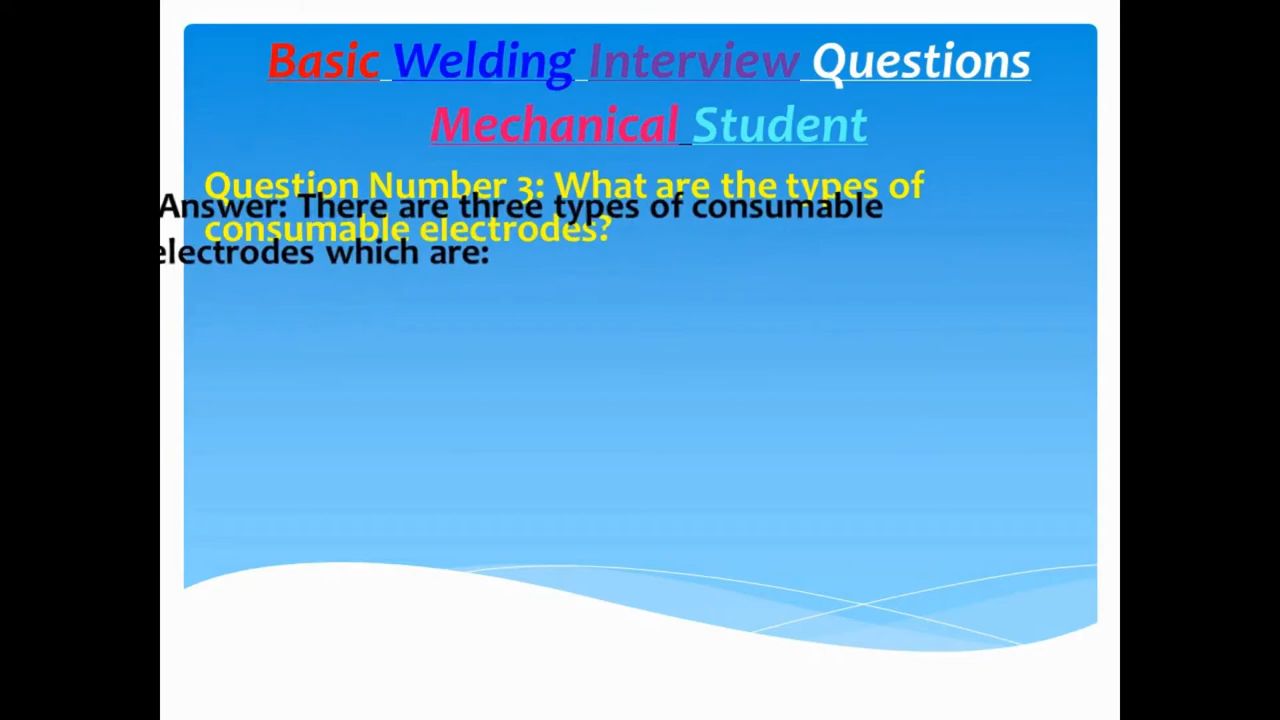 Basic Welding Interview Questions
Mechanical Student
Question Number 3: What are the types of
consumable electrodes?
Answer: There are three types of consumable
electrodes which are: